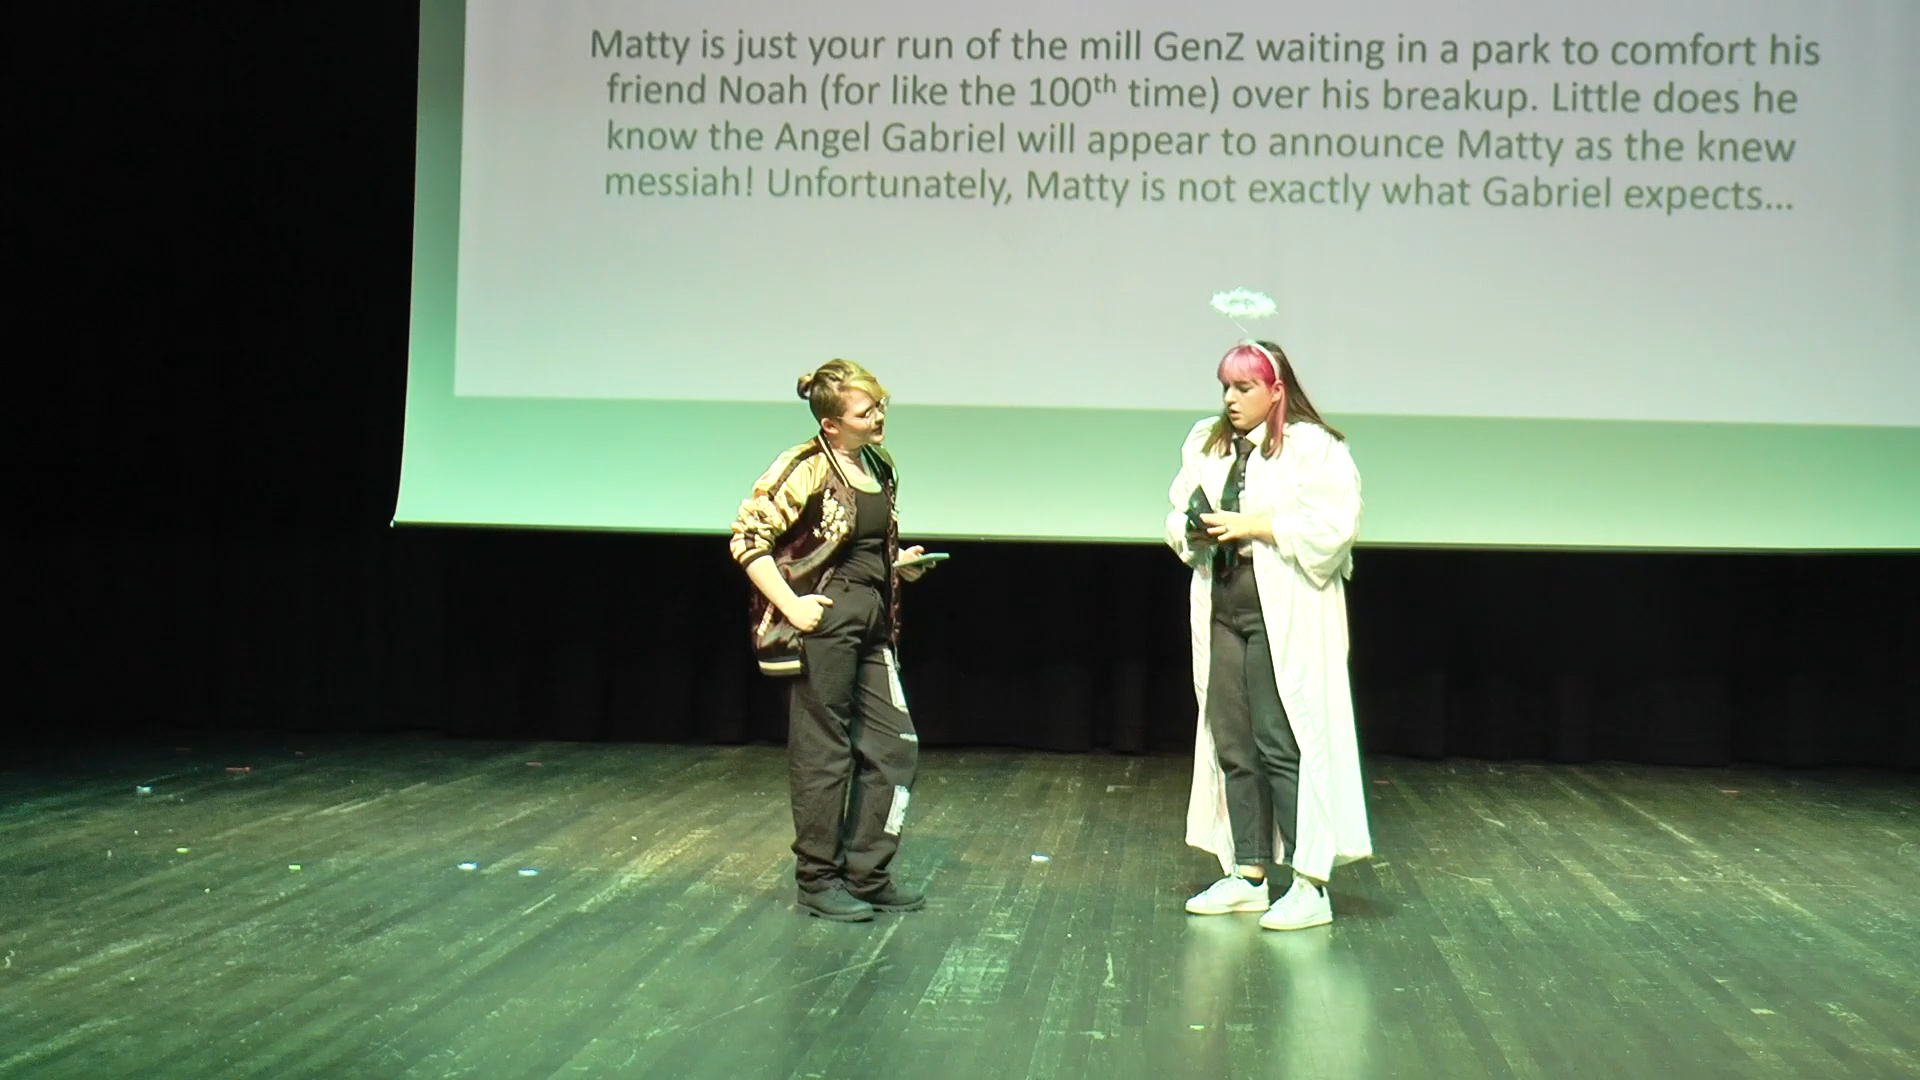 Matty is just your run of the mill GenZ waiting in a park to comfort his
friend Noah (for like the 100th time) over his breakup. Little does he
know the Angel Gabriel will appear to announce Matty as the knew
messiah! Unfortunately, Matty is not exactly what Gabriel expects...